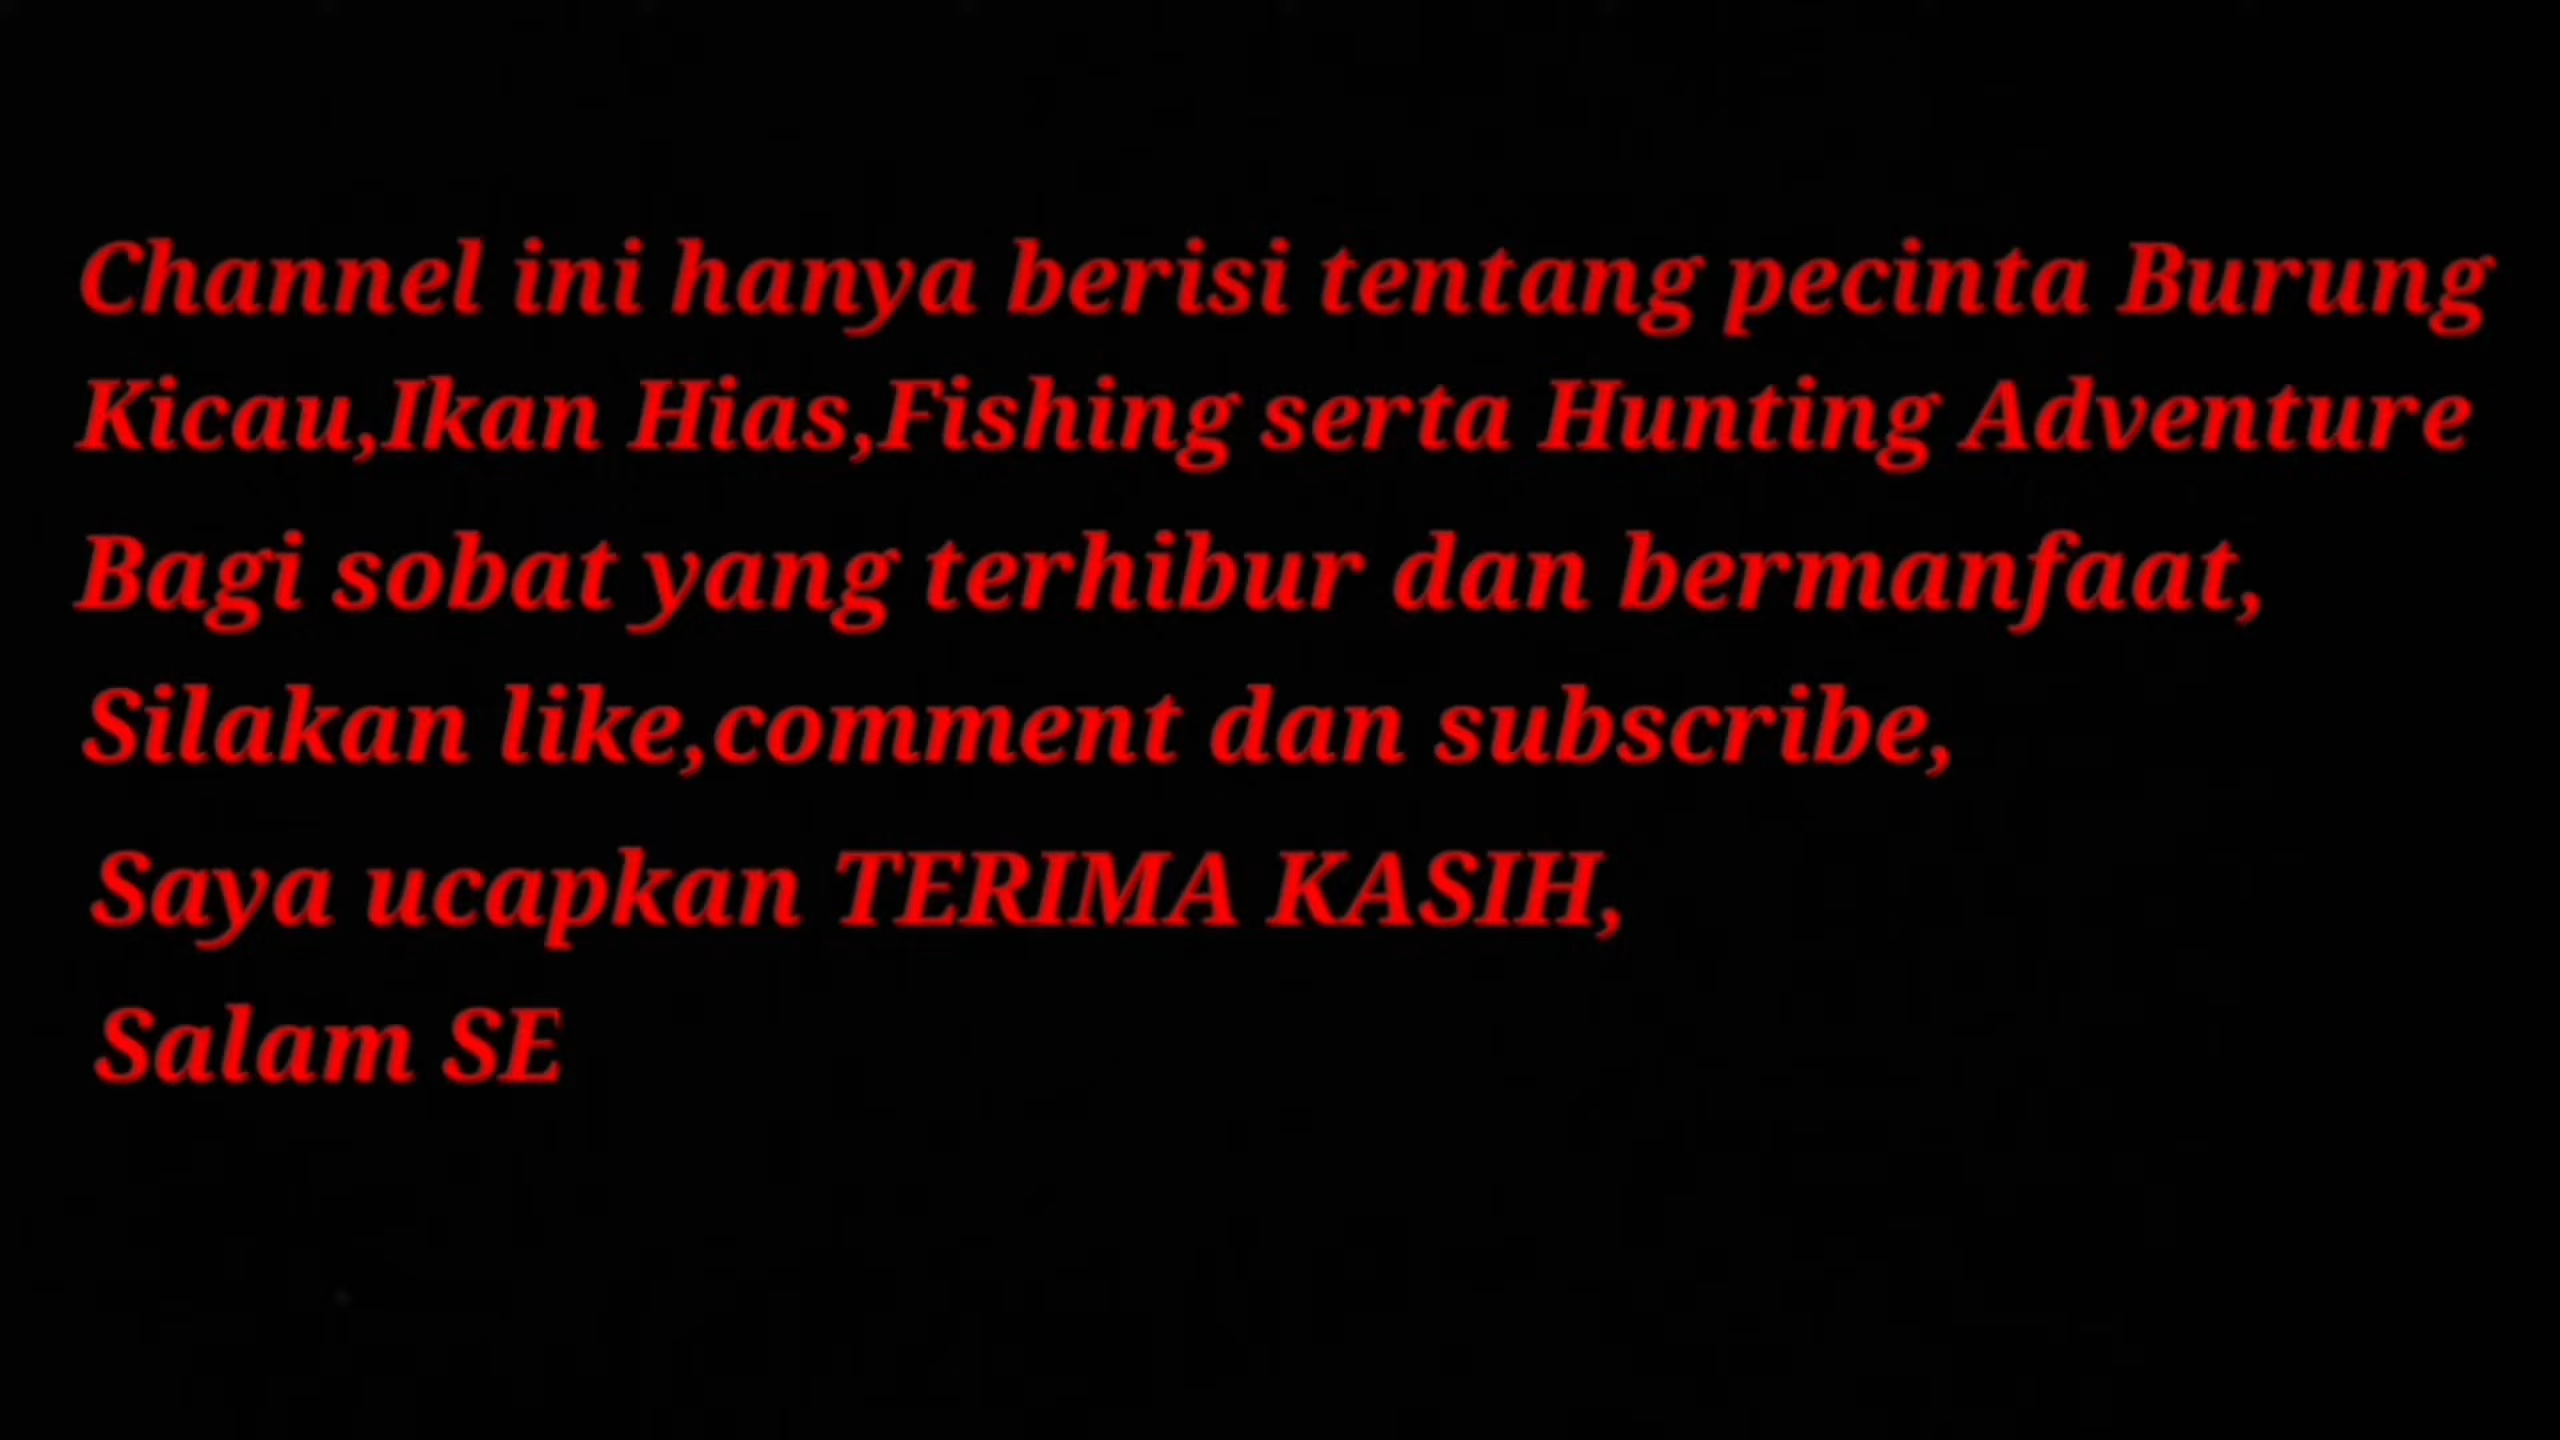 Channel ini hanya berisi tentang pecinta Burung
Kicau,Ikan Hias,Fishing serta Hunting Adventure
Bagi sobat yang terhibur dan bermanfaat,
Silakan like,comment dan subscribe,
Saya ucapkan TERIMA KASIH,
Salam SE